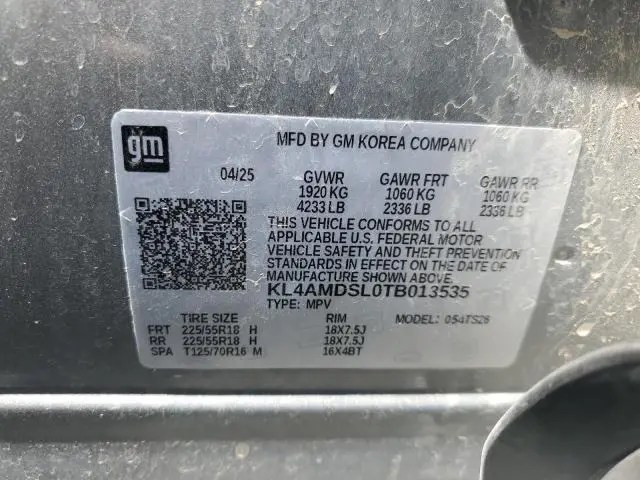 gm
MFD BY GM KOREA COMPANY
04/25 GVWR GAWR FRT GAWR RR
1920 KG 1060 KG 1060 KG
4233 LB 2336 LB 2336 LB
THIS VEHICLE CONFORMS TO ALL
APPLICABLE U.S. FEDERAL MOTOR
VEHICLE SAFETY AND THEFT PREVENTION
STANDARDS IN EFFECT ON THE DATE OF
MANUFACTURE SHOWN ABOVE.
KL4AMDSL0TB013535
TYPE: MPV
TIRE SIZE RIM MODEL: 054TS26
FRT 225/55R18 H 18X7.5J
RR 225/55R18 H 18X7.5J
SPA T125/70R16 M 16X4BT